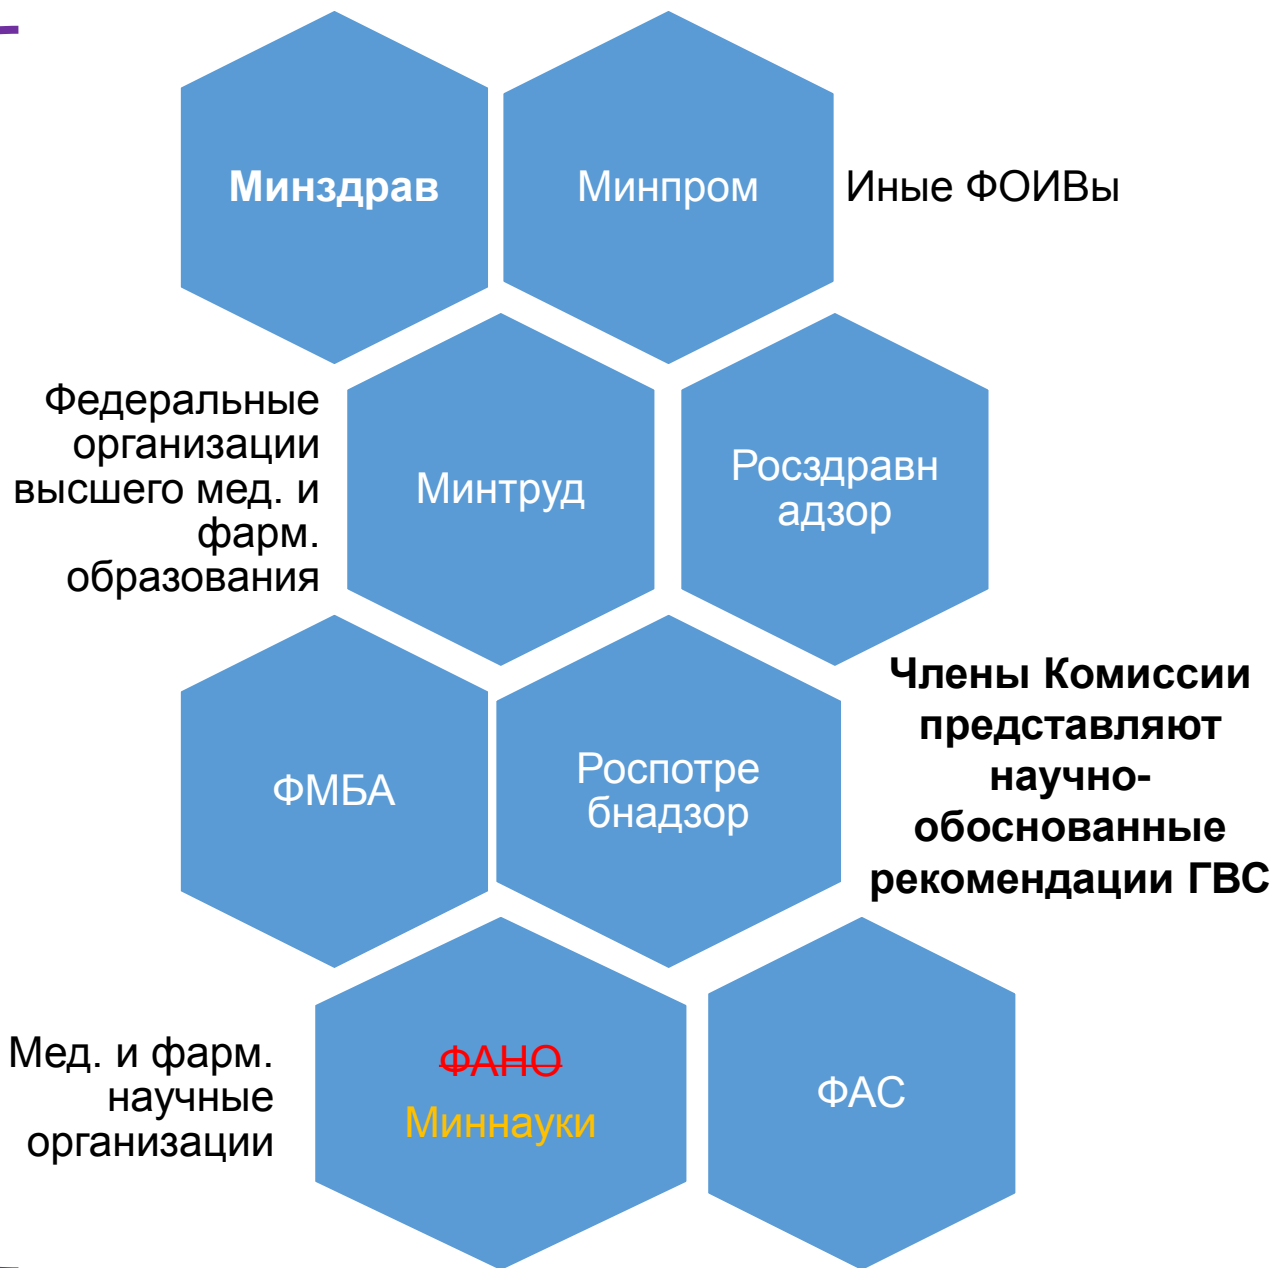 Минздрав
Минпром
Иные ФОИВы
Федеральные
организации
высшего мед. и
фарм.
образования
Минтруд
Росздравн
адзор
ФМБА
Роспотре
бнадзор
Члены Комиссии
представляют
научно-
обоснованные
рекомендации ГВС
Мед. и фарм.
научные
организации
ФАНО
Миннауки
ФАС